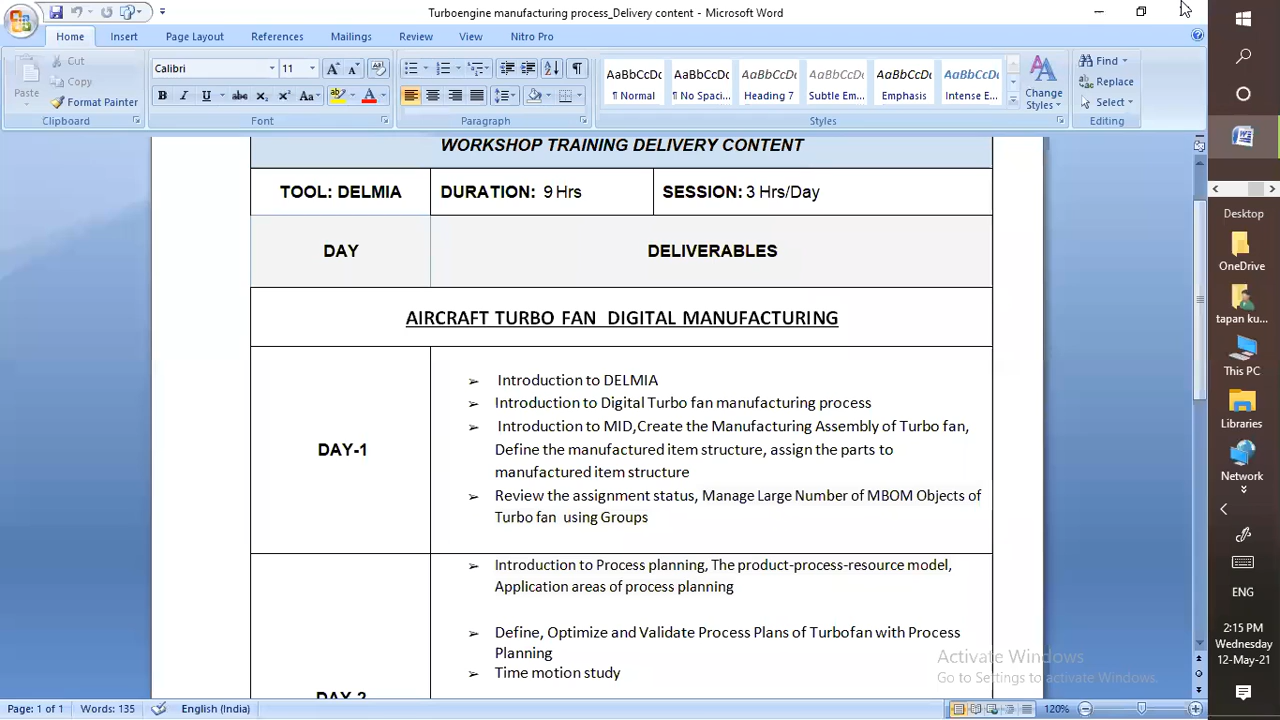 Turboengine manufacturing process_Delivery content - Microsoft Word
Home Insert Page Layout References Mailings Review View Nitro Pro
Paste
Cut
Copy
Format Painter
Clipboard
Calibri 11
Font
Paragraph
AaBbCcDc AaBbCcDc AaBbCcDc AaBbCcDc AaBbCcDc AaBbCcDc
¶ Normal ¶ No Spaci... Heading 7 Subtle Em... Emphasis Intense E...
Change Styles
Styles
Find
Replace
Select
Editing
WORKSHOP TRAINING DELIVERY CONTENT
TOOL: DELMIA DURATION: 9 Hrs SESSION: 3 Hrs/Day
DAY DELIVERABLES
AIRCRAFT TURBO FAN DIGITAL MANUFACTURING
DAY-1
➢ Introduction to DELMIA
➢ Introduction to Digital Turbo fan manufacturing process
➢ Introduction to MID,Create the Manufacturing Assembly of Turbo fan,
Define the manufactured item structure, assign the parts to
manufactured item structure
➢ Review the assignment status, Manage Large Number of MBOM Objects of
Turbo fan using Groups
DAY-2
➢ Introduction to Process planning, The product-process-resource model,
Application areas of process planning
➢ Define, Optimize and Validate Process Plans of Turbofan with Process
Planning
➢ Time motion study
Activate Windows
Go to Settings to activate Windows.
Page: 1 of 1 Words: 135 English (India) 120%
Desktop
OneDrive
tapan ku...
This PC
Libraries
Network
ENG
2:15 PM
Wednesday
12-May-21